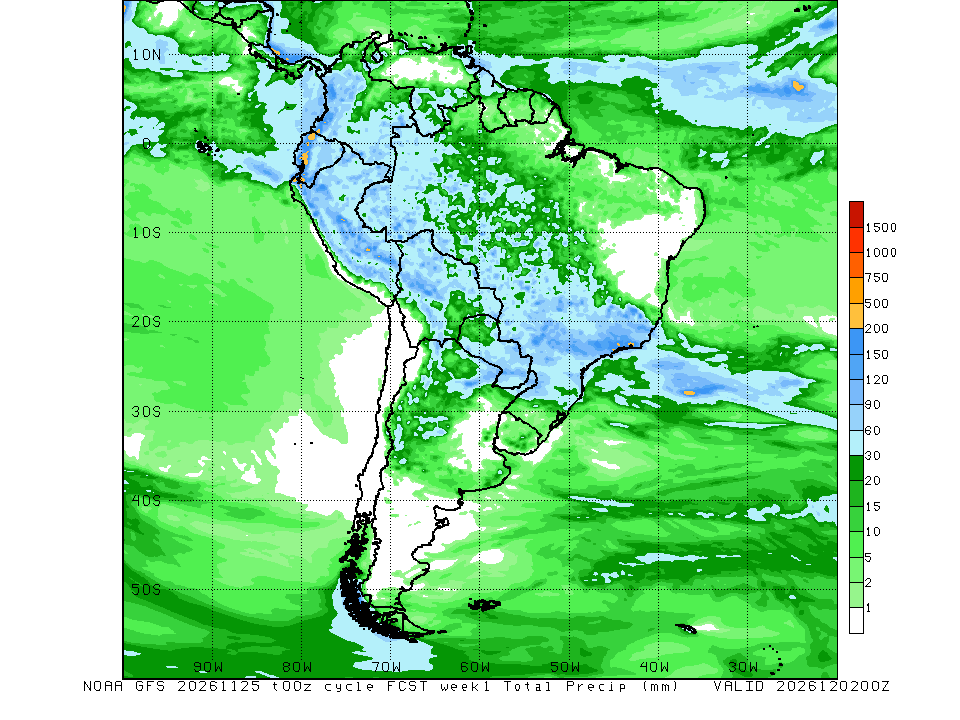 10N
0
10S
20S
30S
40S
50S
90W 80W 70W 60W 50W 40W 30W
1500
1000
750
500
200
150
120
90
60
30
20
15
10
5
2
1
NOAA GFS 20261125 t00z cycle FCST week1 Total Precip (mm) VALID 2026120200Z